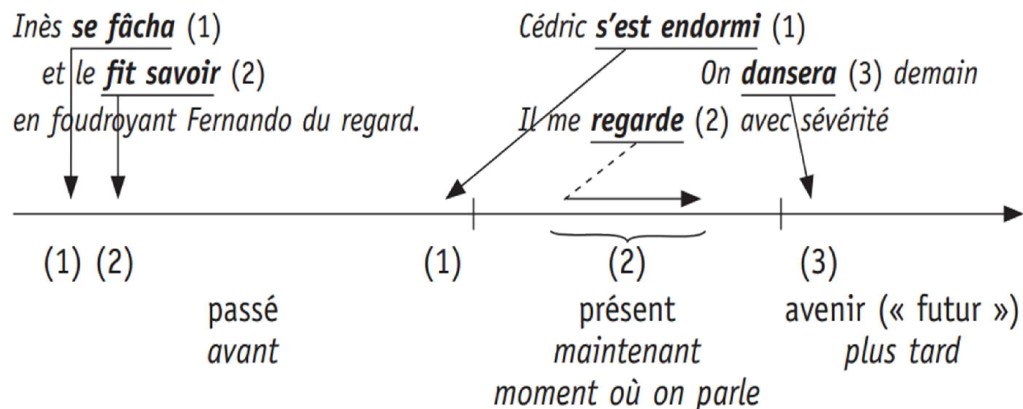 Inès se fâcha (1)
et le fit savoir (2)
en foudroyant Fernando du regard.
Cédric s'est endormi (1)
On dansera (3) demain
Il me regarde (2) avec sévérité
(1) (2)
(1)
(2)
(3)
passé
avant
présent
maintenant
moment où on parle
avenir (« futur »)
plus tard